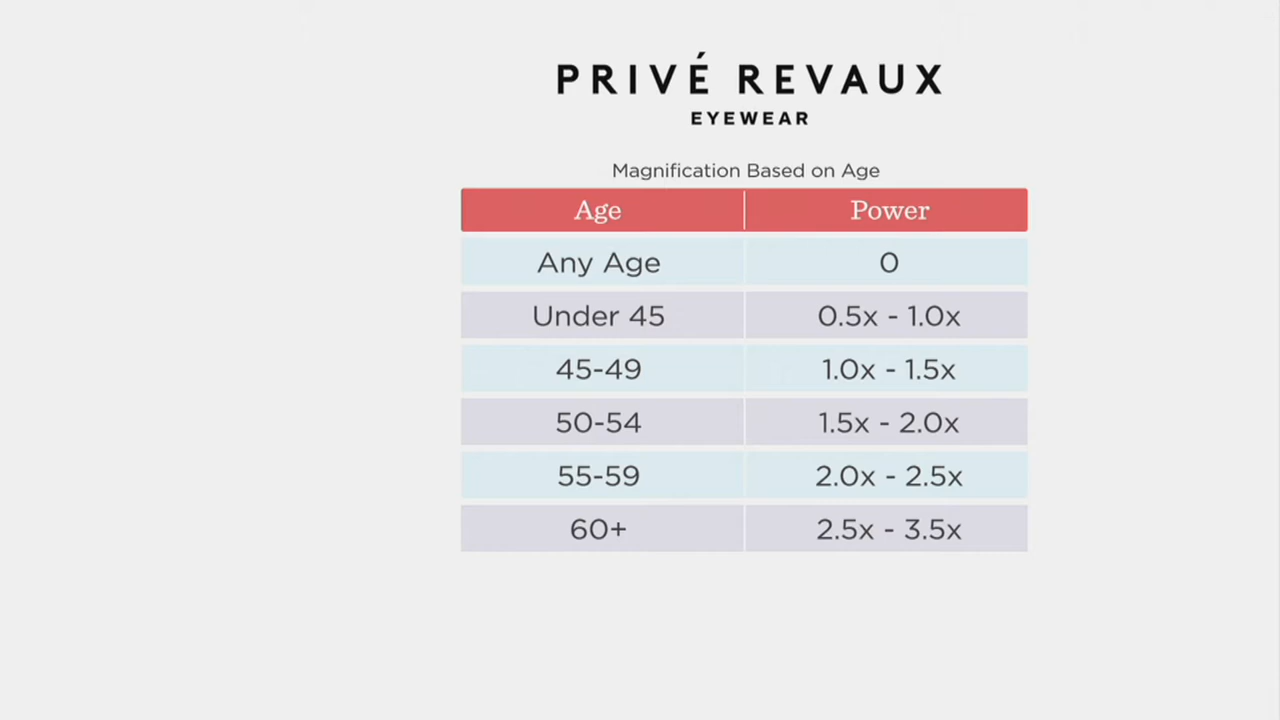 PRIVÉ REVAUX
EYEWEAR
Magnification Based on Age
Age Power
Any Age 0
Under 45 0.5x - 1.0x
45-49 1.0x - 1.5x
50-54 1.5x - 2.0x
55-59 2.0x - 2.5x
60+ 2.5x - 3.5x